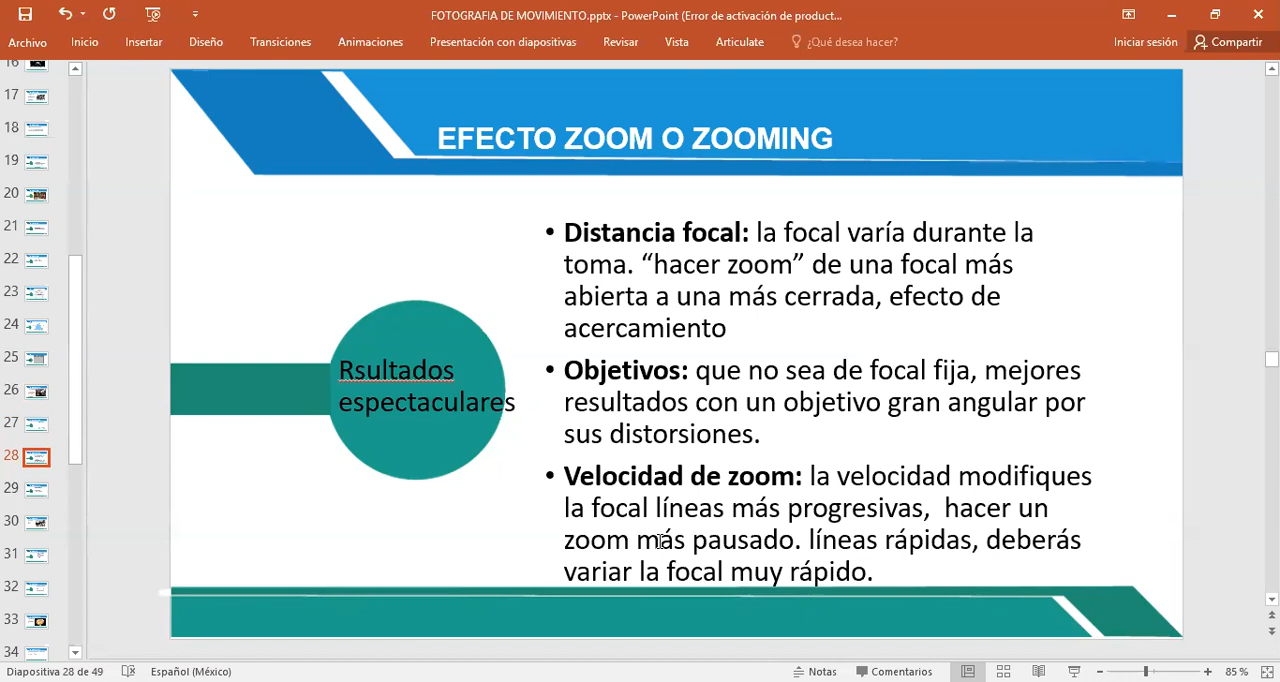 FOTOGRAFIA DE MOVIMIENTO.pptx - PowerPoint (Error de activación de product...
Archivo Inicio Insertar Diseño Transiciones Animaciones Presentación con diapositivas Revisar Vista Articulate ¿Qué desea hacer? Iniciar sesión Compartir
16
17
18
19
20
21
22
23
24
25
26
27
28
29
30
31
32
33
34
EFECTO ZOOM O ZOOMING
Rsultados
espectaculares
• Distancia focal: la focal varía durante la
toma. “hacer zoom” de una focal más
abierta a una más cerrada, efecto de
acercamiento
• Objetivos: que no sea de focal fija, mejores
resultados con un objetivo gran angular por
sus distorsiones.
• Velocidad de zoom: la velocidad modifiques
la focal líneas más progresivas, hacer un
zoom más pausado. líneas rápidas, deberás
variar la focal muy rápido.
Diapositiva 28 de 49 Español (México) Notas Comentarios 85 %